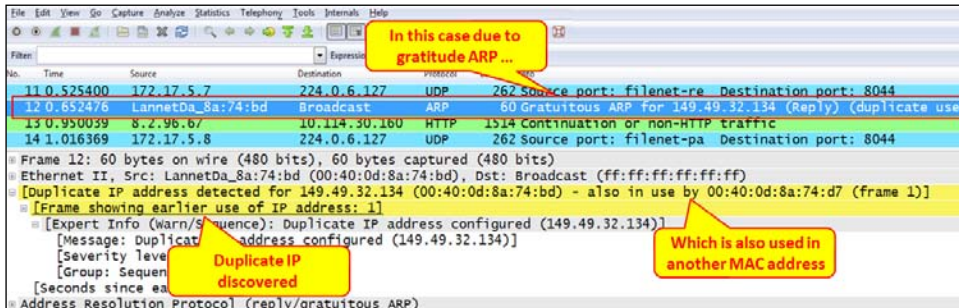 File Edit View Go Capture Analyze Statistics Telephony Tools Internals Help
In this case due to
gratitude ARP ...
Filter: Expression
No. Time Source Destination Protocol
11 0.525400 172.17.5.7 224.0.6.127 UDP 262 Source port: filenet-re Destination port: 8044
12 0.652476 LannetDa_8a:74:bd Broadcast ARP 60 Gratuitous ARP for 149.49.32.134 (Reply) (duplicate use
13 0.950039 8.2.96.67 10.114.30.160 HTTP 1514 Continuation or non-HTTP traffic
14 1.016369 172.17.5.8 224.0.6.127 UDP 262 Source port: filenet-pa Destination port: 8044
Frame 12: 60 bytes on wire (480 bits), 60 bytes captured (480 bits)
Ethernet II, Src: LannetDa_8a:74:bd (00:40:0d:8a:74:bd), Dst: Broadcast (ff:ff:ff:ff:ff:ff)
[Duplicate IP address detected for 149.49.32.134 (00:40:0d:8a:74:bd) - also in use by 00:40:0d:8a:74:d7 (frame 1)]
[Frame showing earlier use of IP address: 1]
[Expert Info (Warn/Sequence): Duplicate IP address configured (149.49.32.134)]
[Message: Duplicat address configured (149.49.32.134)]
[Severity leve
[Group: Sequen
[Seconds since ea
Duplicate IP
discovered
Which is also used in
another MAC address
Address Resolution Protocol (reply/gratuitous ARP)